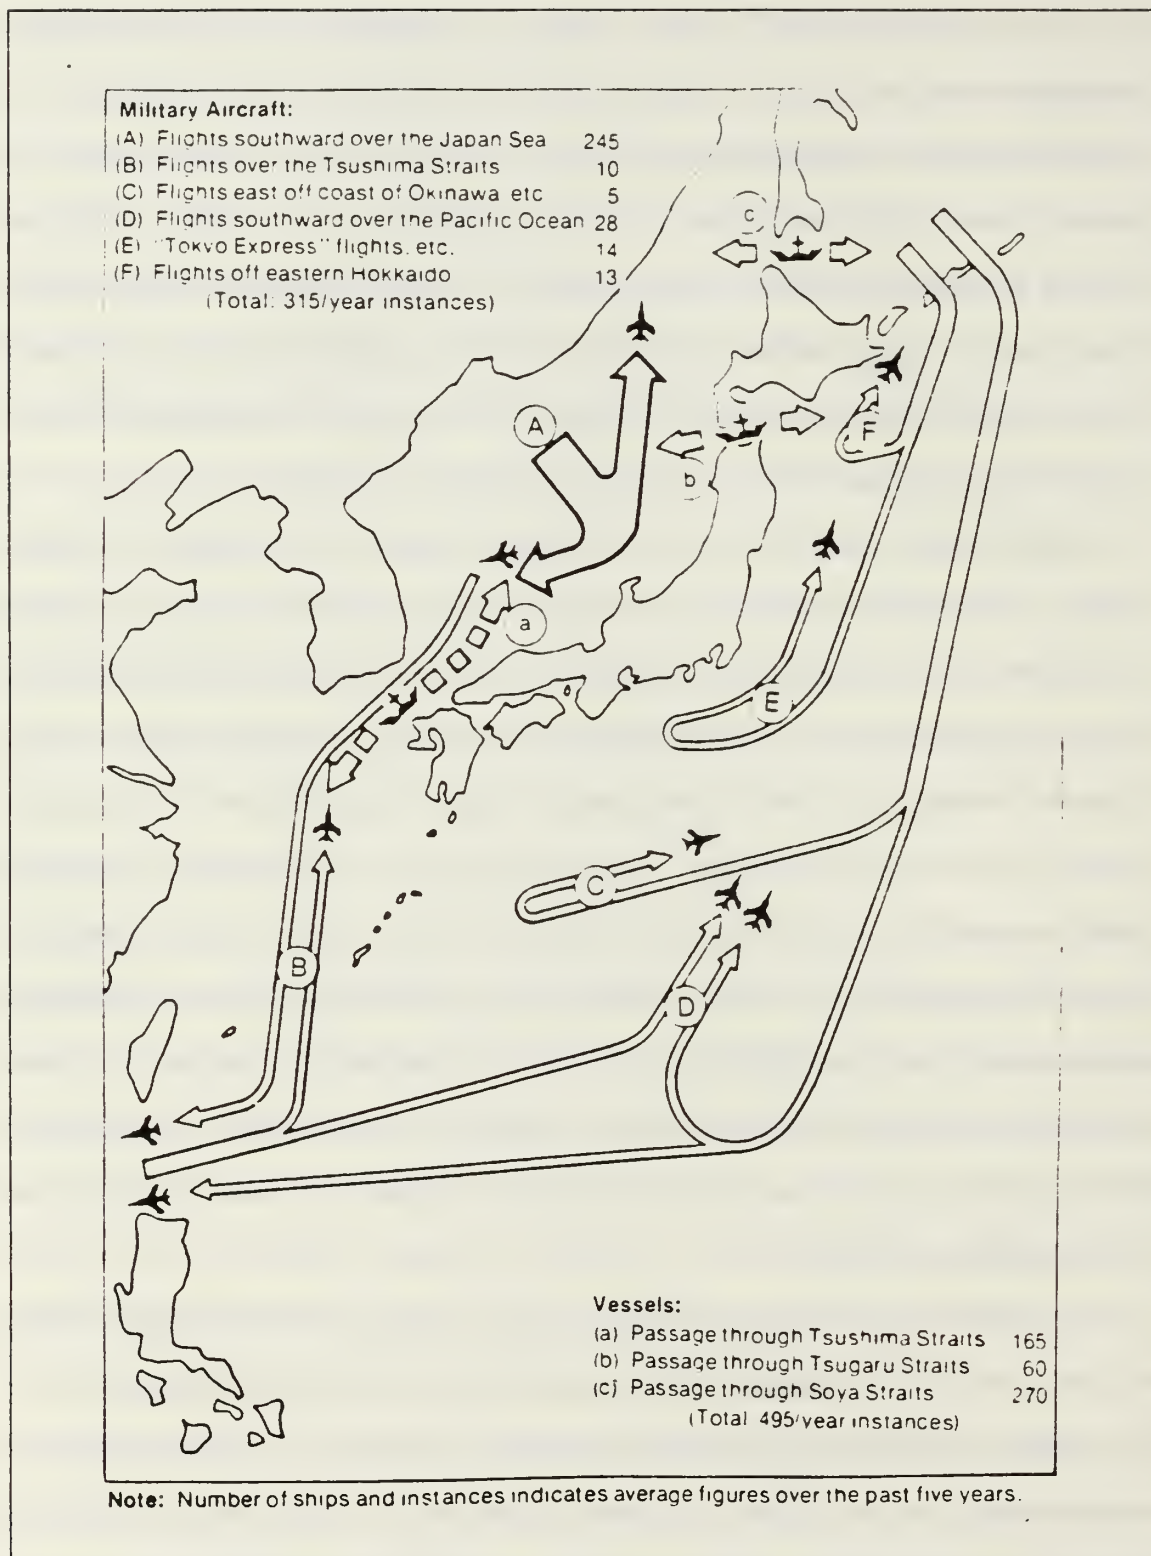 Military Aircraft:
(A) Flights southward over the Japan Sea 245
(B) Flights over the Tsushima Straits 10
(C) Flights east off coast of Okinawa etc 5
(D) Flights southward over the Pacific Ocean 28
(E) "Tokyo Express" flights. etc. 14
(F) Flights off eastern Hokkaido 13
(Total: 315/year instances)
c
A
b
F
a
E
C
B
D
Vessels:
(a) Passage through Tsushima Straits 165
(b) Passage through Tsugaru Straits 60
(c) Passage through Soya Straits 270
(Total 495/year instances)
Note: Number of ships and instances indicates average figures over the past five years.